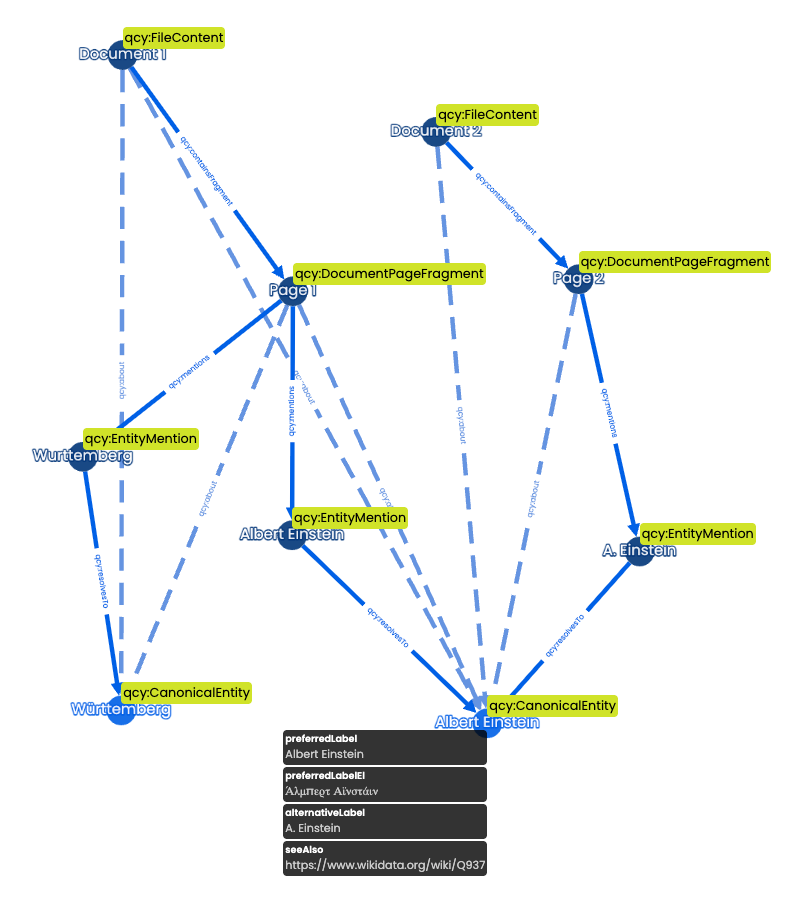 qcy:FileContent
Document 1
qcy:FileContent
Document 2
qcy:containsFragment
qcy:containsFragment
qcy:DocumentPageFragment
Page 1
qcy:DocumentPageFragment
Page 2
qcy:about
qcy:mentions
qcy:about
qcy:mentions
qcy:about
qcy:mentions
qcy:EntityMention
Wurttemberg
qcy:about
qcy:about
qcy:EntityMention
Albert Einstein
qcy:EntityMention
A. Einstein
qcy:resolvesTo
qcy:resolvesTo
qcy:resolvesTo
qcy:CanonicalEntity
Württemberg
qcy:CanonicalEntity
Albert Einstein
preferredLabel
Albert Einstein
preferredLabelEl
Άλμπερτ Αϊνστάιν
alternativeLabel
A. Einstein
seeAlso
https://www.wikidata.org/wiki/Q937